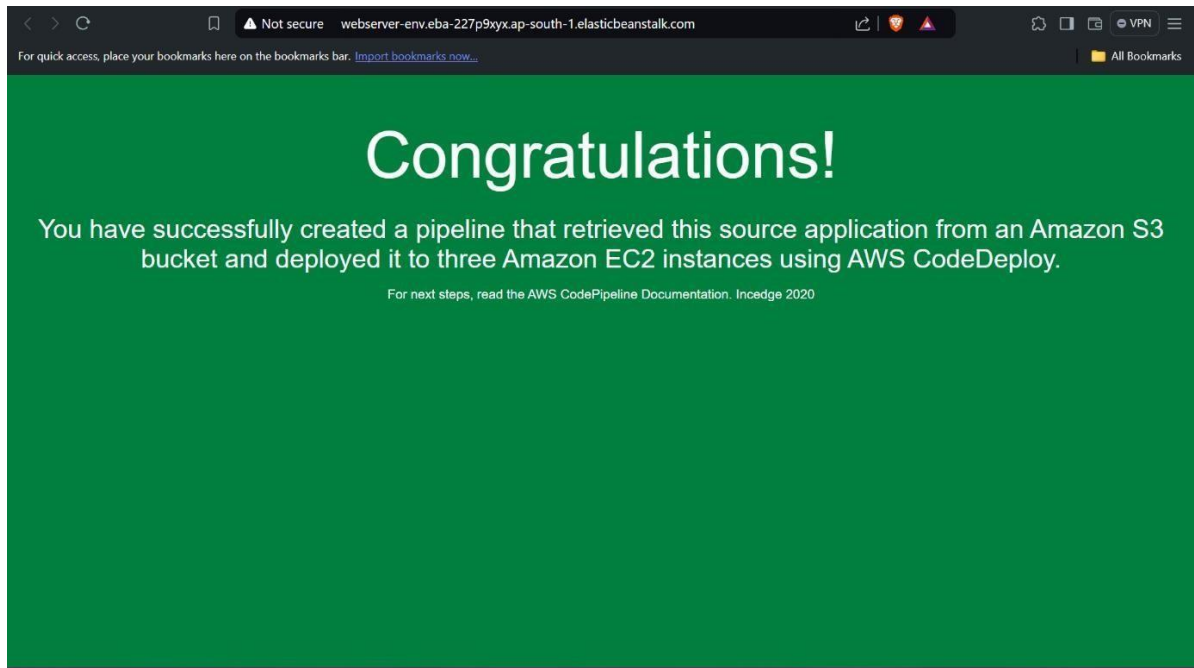 Not secure webserver-env.eba-227p9xyx.ap-south-1.elasticbeanstalk.com VPN
For quick access, place your bookmarks here on the bookmarks bar. Import bookmarks now... All Bookmarks
Congratulations!
You have successfully created a pipeline that retrieved this source application from an Amazon S3
bucket and deployed it to three Amazon EC2 instances using AWS CodeDeploy.
For next steps, read the AWS CodePipeline Documentation. Incedge 2020